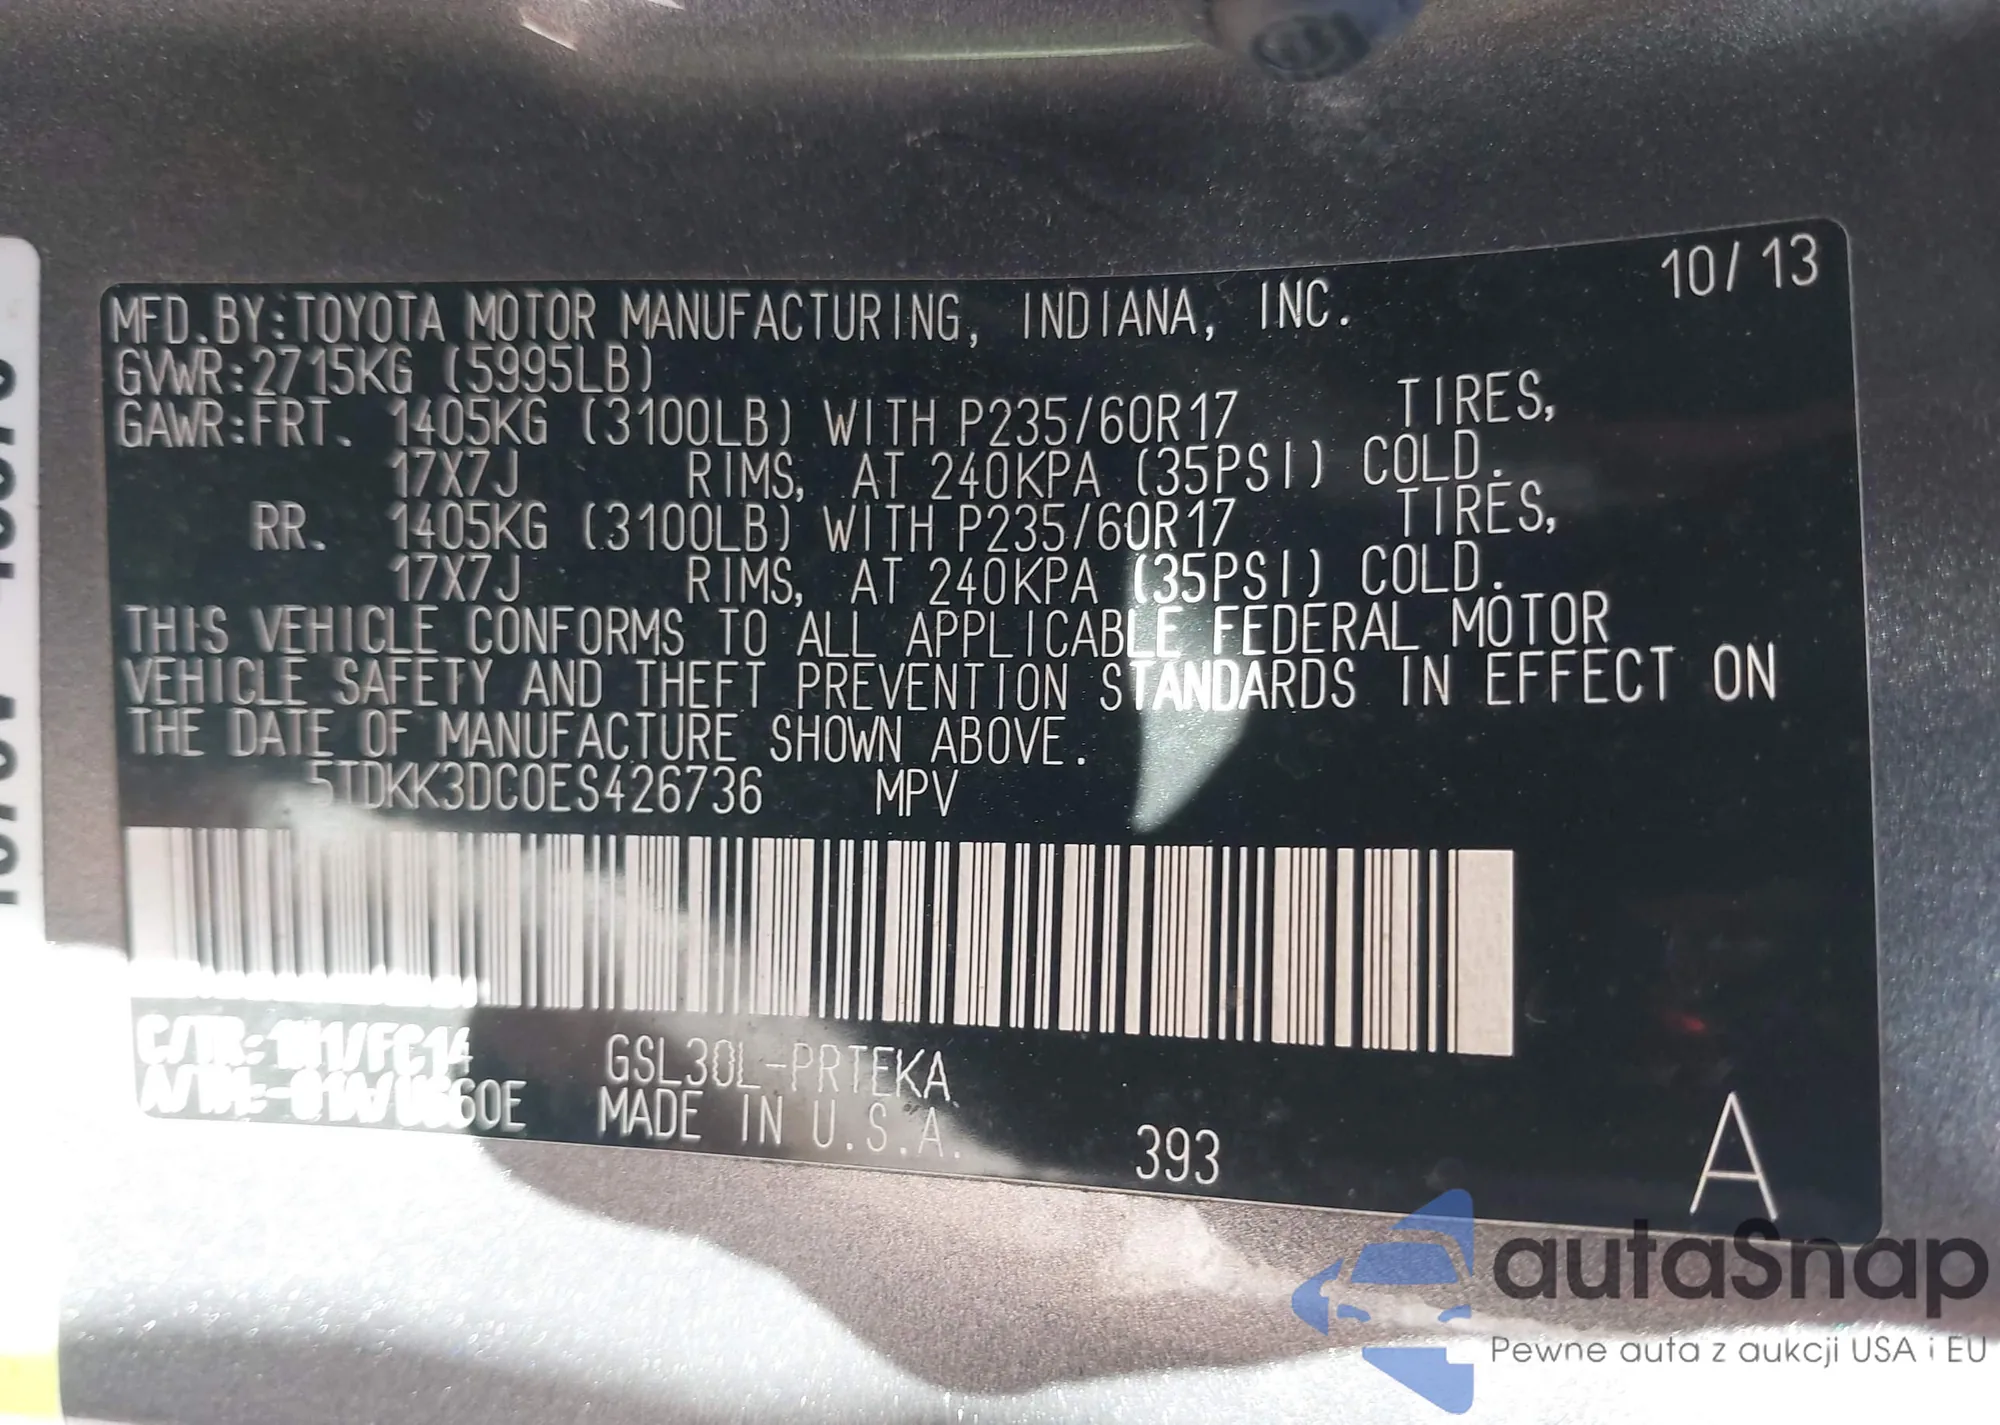 10/13
MFD.BY:TOYOTA MOTOR MANUFACTURING, INDIANA, INC.
GVWR:2715KG (5995LB)
GAWR:FRT. 1405KG (3100LB) WITH P235/60R17 TIRES,
17X7J RIMS, AT 240KPA (35PSI) COLD.
RR. 1405KG (3100LB) WITH P235/60R17 TIRES,
17X7J RIMS, AT 240KPA (35PSI) COLD.
THIS VEHICLE CONFORMS TO ALL APPLICABLE FEDERAL MOTOR
VEHICLE SAFETY AND THEFT PREVENTION STANDARDS IN EFFECT ON
THE DATE OF MANUFACTURE SHOWN ABOVE.
5TDKK3DC0ES426736 MPV
C/TR:1H1/FC14 GSL30L-PRTEKA
MADE IN U.S.A.
393
A
autaSnap
Pewne auta z aukcji USA i EU